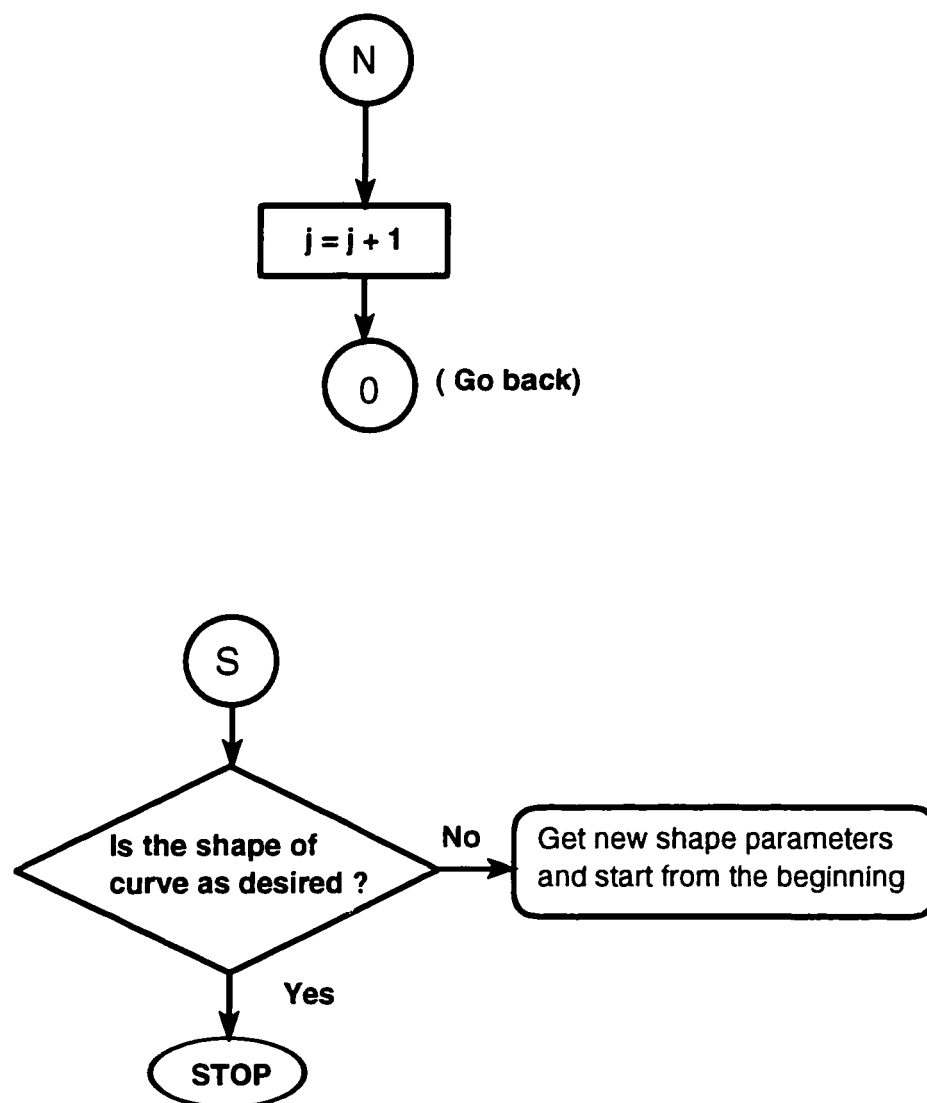 N
j = j + 1
0
( Go back)
S
Is the shape of
curve as desired ?
No
Get new shape parameters
and start from the beginning
Yes
STOP